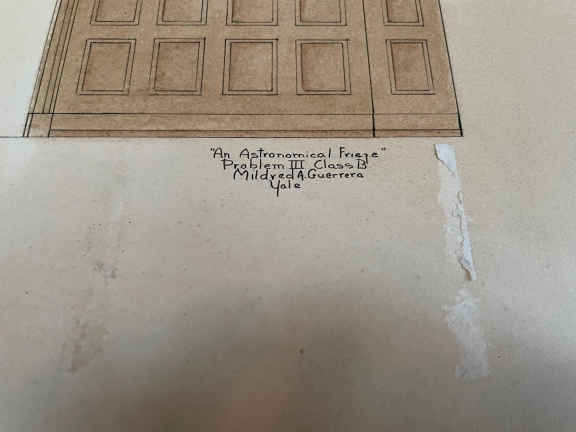 "An Astronomical Frieze"
Problem III Class B
Mildred A. Guerrera
Yale